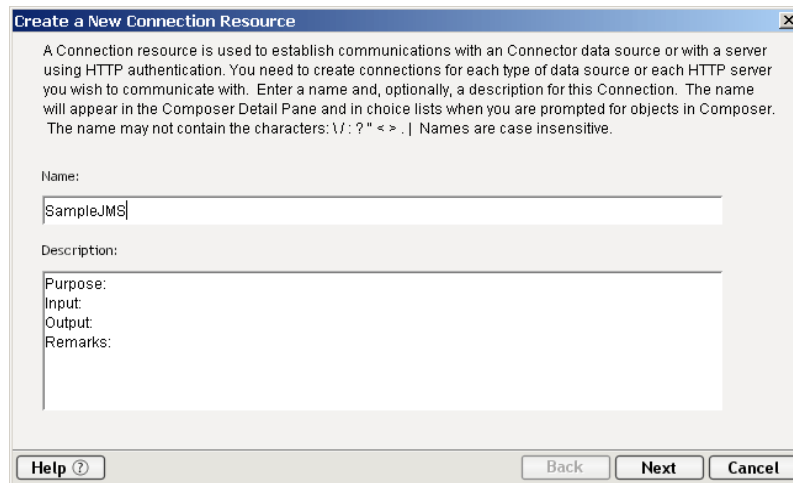 Create a New Connection Resource
A Connection resource is used to establish communications with an Connector data source or with a server
using HTTP authentication. You need to create connections for each type of data source or each HTTP server
you wish to communicate with.  Enter a name and, optionally, a description for this Connection.  The name
will appear in the Composer Detail Pane and in choice lists when you are prompted for objects in Composer.
The name may not contain the characters: \ / : ? " < > . |  Names are case insensitive.
Name:
SampleJMS
Description:
Purpose:
Input:
Output:
Remarks:
Help ? Back Next Cancel